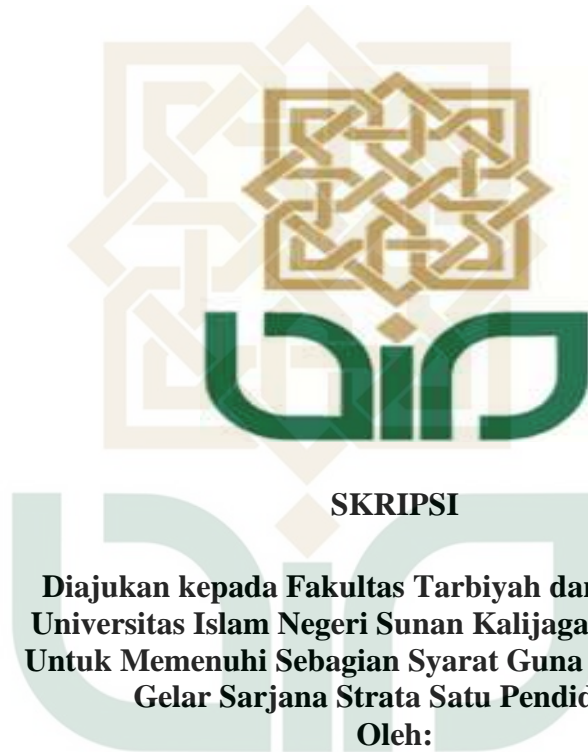 SKRIPSI
Diajukan kepada Fakultas Tarbiyah dan
Universitas Islam Negeri Sunan Kalijaga
Untuk Memenuhi Sebagian Syarat Guna
Gelar Sarjana Strata Satu
Oleh: